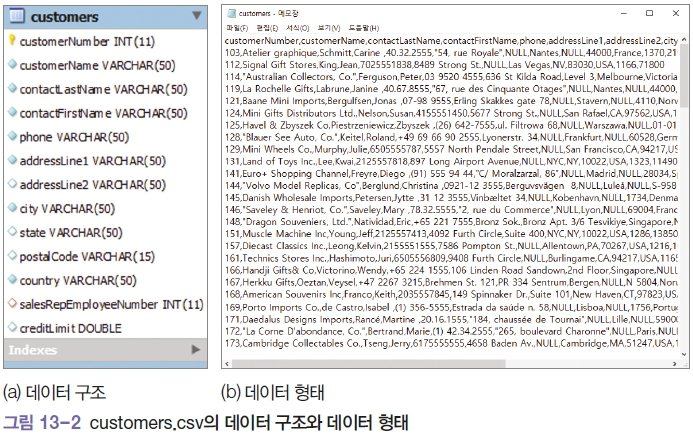 customers
customerNumber INT(11)
customerName VARCHAR(50)
contactLastName VARCHAR(50)
contactFirstName VARCHAR(50)
phone VARCHAR(50)
addressLine1 VARCHAR(50)
addressLine2 VARCHAR(50)
city VARCHAR(50)
state VARCHAR(50)
postalCode VARCHAR(15)
country VARCHAR(50)
salesRepEmployeeNumber INT(11)
creditLimit DOUBLE
Indexes
customers - 메모장
파일(F) 편집(E) 서식(O) 보기(V) 도움말(H)
customerNumber,customerName,contactLastName,contactFirstName,phone,addressLine1,addressLine2,city
103,Atelier graphique,Schmitt,Carine ,40.32.2555,"54, rue Royale",NULL,Nantes,NULL,44000,France,1370,21
112,Signal Gift Stores,King,Jean,7025551838,8489 Strong St.,NULL,Las Vegas,NV,83030,USA,1166,71800
114,"Australian Collectors, Co.",Ferguson,Peter,03 9520 4555,636 St Kilda Road,Level 3,Melbourne,Victoria
119,La Rochelle Gifts,Labrune,Janine ,40.67.8555,"67, rue des Cinquante Otages",NULL,Nantes,NULL,44000,
121,Baane Mini Imports,Bergulfsen,Jonas ,07-98 9555,Erling Skakkes gate 78,NULL,Stavern,NULL,4110,Nor
124,Mini Gifts Distributors Ltd.,Nelson,Susan,4155551450,5677 Strong St.,NULL,San Rafael,CA,97562,USA,1
125,Havel & Zbyszek Co,Piestrzeniewicz,Zbyszek ,(26) 642-7555,ul. Filtrowa 68,NULL,Warszawa,NULL,01-01
128,"Blauer See Auto, Co.",Keitel,Roland,+49 69 66 90 2555,Lyonerstr. 34,NULL,Frankfurt,NULL,60528,Germ
129,Mini Wheels Co.,Murphy,Julie,6505555787,5557 North Pendale Street,NULL,San Francisco,CA,94217,US
131,Land of Toys Inc.,Lee,Kwai,2125557818,897 Long Airport Avenue,NULL,NYC,NY,10022,USA,1323,11490
141,Euro+ Shopping Channel,Freyre,Diego ,(91) 555 94 44,"C/ Moralzarzal, 86",NULL,Madrid,NULL,28034,Sp
144,"Volvo Model Replicas, Co",Berglund,Christina ,0921-12 3555,Berguvsvägen  8,NULL,Luleå,NULL,S-958
145,Danish Wholesale Imports,Petersen,Jytte ,31 12 3555,Vinbæltet 34,NULL,Kobenhavn,NULL,1734,Denma
146,"Saveley & Henriot, Co.",Saveley,Mary ,78.32.5555,"2, rue du Commerce",NULL,Lyon,NULL,69004,Franc
148,"Dragon Souveniers, Ltd.",Natividad,Eric,+65 221 7555,Bronz Sok.,Bronz Apt. 3/6 Tesvikiye,Singapore,N
151,Muscle Machine Inc,Young,Jeff,2125557413,4092 Furth Circle,Suite 400,NYC,NY,10022,USA,1286,13850
157,Diecast Classics Inc.,Leong,Kelvin,2155551555,7586 Pompton St.,NULL,Allentown,PA,70267,USA,1216,1
161,Technics Stores Inc.,Hashimoto,Juri,6505556809,9408 Furth Circle,NULL,Burlingame,CA,94217,USA,1165
166,Handji Gifts& Co,Victorino,Wendy,+65 224 1555,106 Linden Road Sandown,2nd Floor,Singapore,NULL
167,Herkku Gifts,Oeztan,Veysel,+47 2267 3215,Brehmen St. 121,PR 334 Sentrum,Bergen,NULL,N 5804,Norw
168,American Souvenirs Inc,Franco,Keith,2035557845,149 Spinnaker Dr.,Suite 101,New Haven,CT,97823,US
169,Porto Imports Co.,de Castro,Isabel ,(1) 356-5555,Estrada da saúde n. 58,NULL,Lisboa,NULL,1756,Portu
171,Daedalus Designs Imports,Rancé,Martine ,20.16.1555,"184, chaussée de Tournai",NULL,Lille,NULL,5900
172,"La Corne D'abondance, Co.",Bertrand,Marie,(1) 42.34.2555,"265, boulevard Charonne",NULL,Paris,NUL
173,Cambridge Collectables Co.,Tseng,Jerry,6175555555,4658 Baden Av.,NULL,Cambridge,MA,51247,USA,1
(a) 데이터 구조
(b) 데이터 형태
그림 13-2 customers.csv의 데이터 구조와 데이터 형태